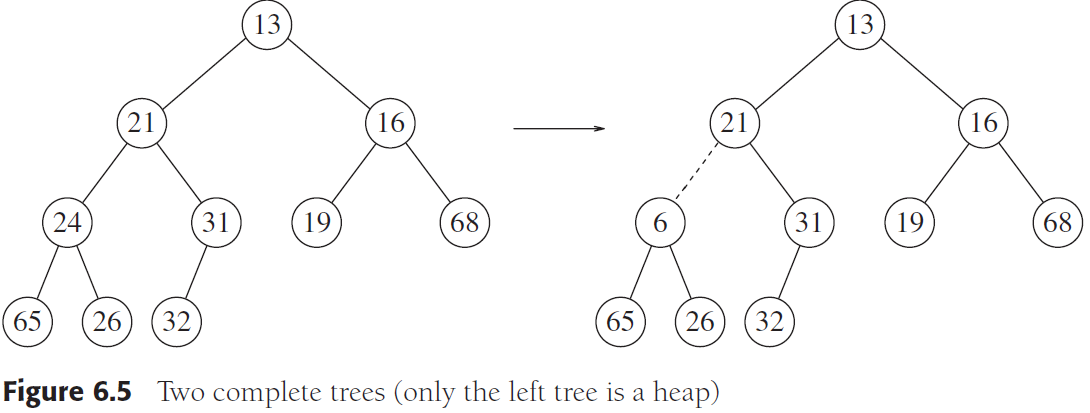 13 13
21 16 21 16
24 31 19 68 6 31 19 68
65 26 32 65 26 32
Figure 6.5 Two complete trees (only the left tree is a heap)